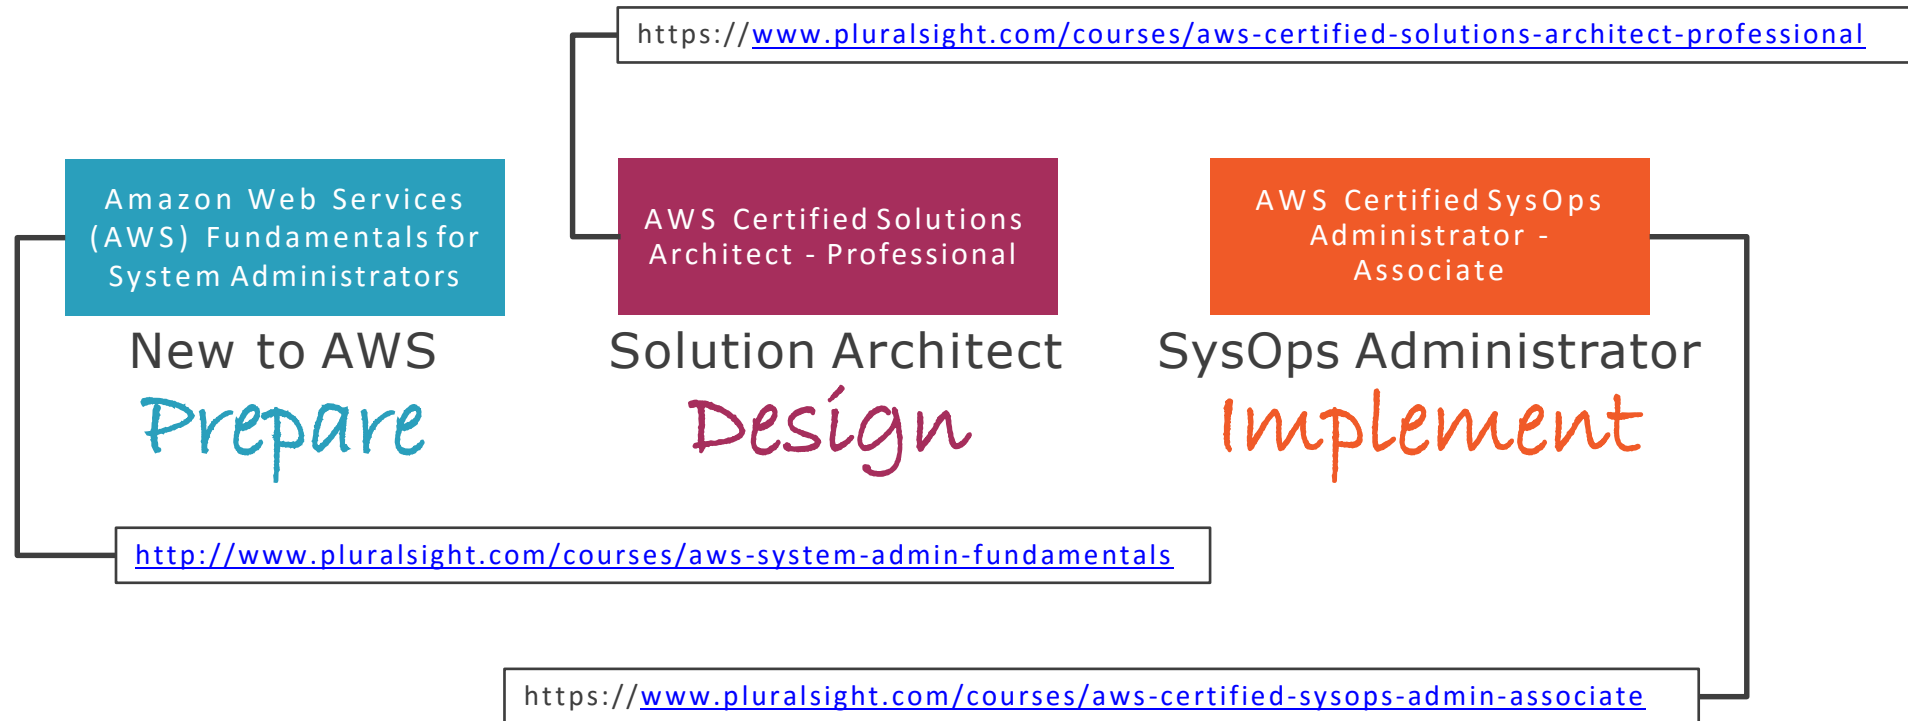 https://www.pluralsight.com/courses/aws-certified-solutions-architect-professional
Amazon Web Services
(AWS) Fundamentals for
System Administrators
New to AWS
Prepare
AWS Certified Solutions
Architect - Professional
Solution Architect
Design
AWS Certified SysOps
Administrator -
Associate
SysOps Administrator
Implement
http://www.pluralsight.com/courses/aws-system-admin-fundamentals
https://www.pluralsight.com/courses/aws-certified-sysops-admin-associate